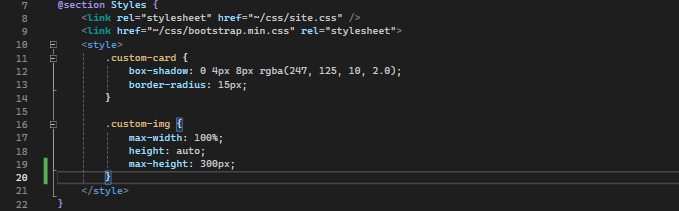 7 @section Styles {
8 <link rel="stylesheet" href="~/css/site.css" />
9 <link href="~/css/bootstrap.min.css" rel="stylesheet">
10 <style>
11 .custom-card {
12 box-shadow: 0 4px 8px rgba(247, 125, 10, 2.0);
13 border-radius: 15px;
14 }
15
16 .custom-img {
17 max-width: 100%;
18 height: auto;
19 max-height: 300px;
20 }
21 </style>
22 }